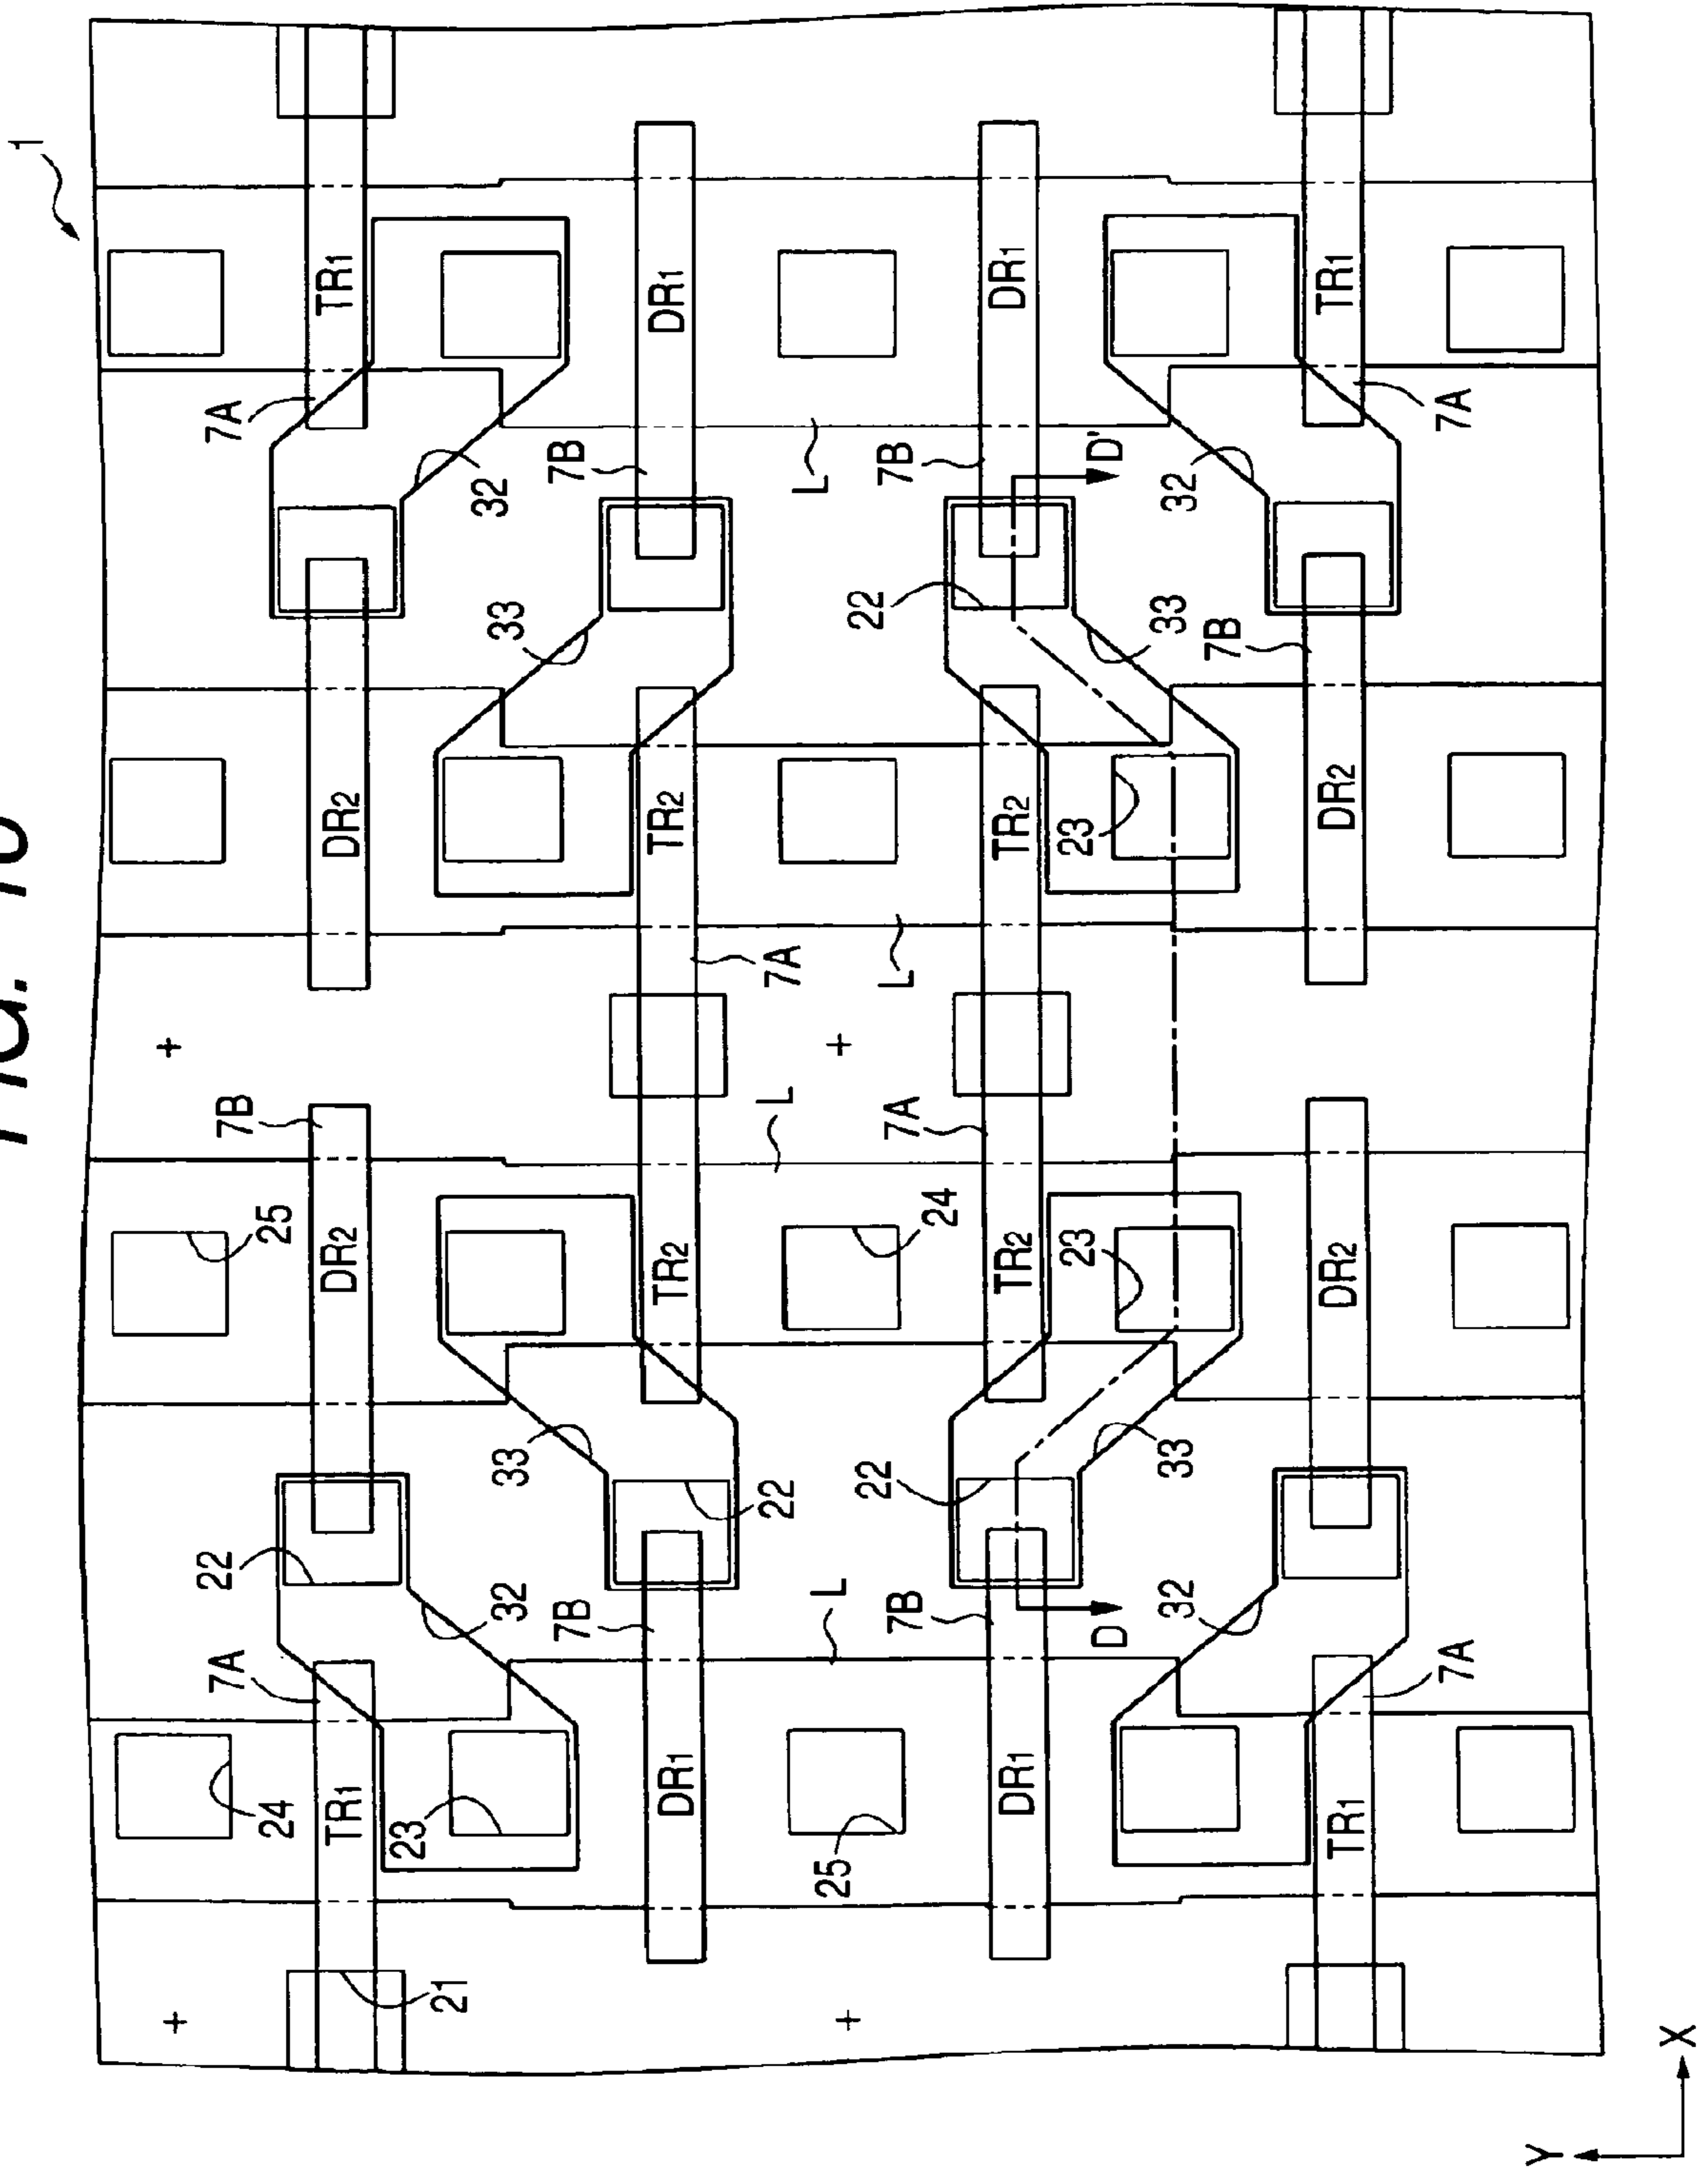 FIG.
1
7A 22 7B 7A
24 25
TR1 DR2 DR2 TR1
23
21
32 33 33 32
7B 7B
DR1 TR2 TR2 DR1
22 L 7A L
25 L
22 22
7B 7A L 7B
24
DR1 TR2 TR2 DR1
23 23
D D'
32 33 33 32
7B
TR1 DR2 DR2 TR1
7A 7A
Y
X